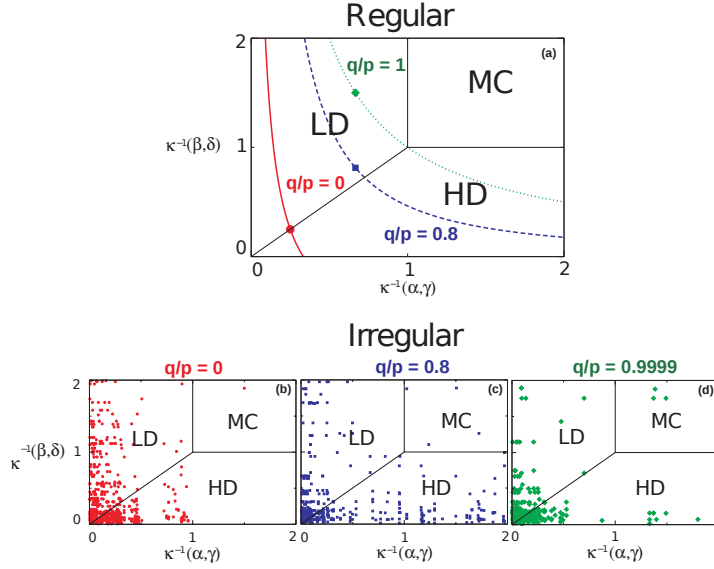 Regular
2
(a)
q/p = 1
MC
LD
κ⁻¹(β,δ)
1
q/p = 0
HD
q/p = 0.8
0
0
1
2
κ⁻¹(α,γ)
Irregular
q/p = 0
q/p = 0.8
q/p = 0.9999
2
(b)
(c)
(d)
LD
MC
LD
MC
LD
MC
κ⁻¹(β,δ)
1
HD
HD
HD
0
0
1
2
0
1
2
0
1
2
κ⁻¹(α,γ)
κ⁻¹(α,γ)
κ⁻¹(α,γ)